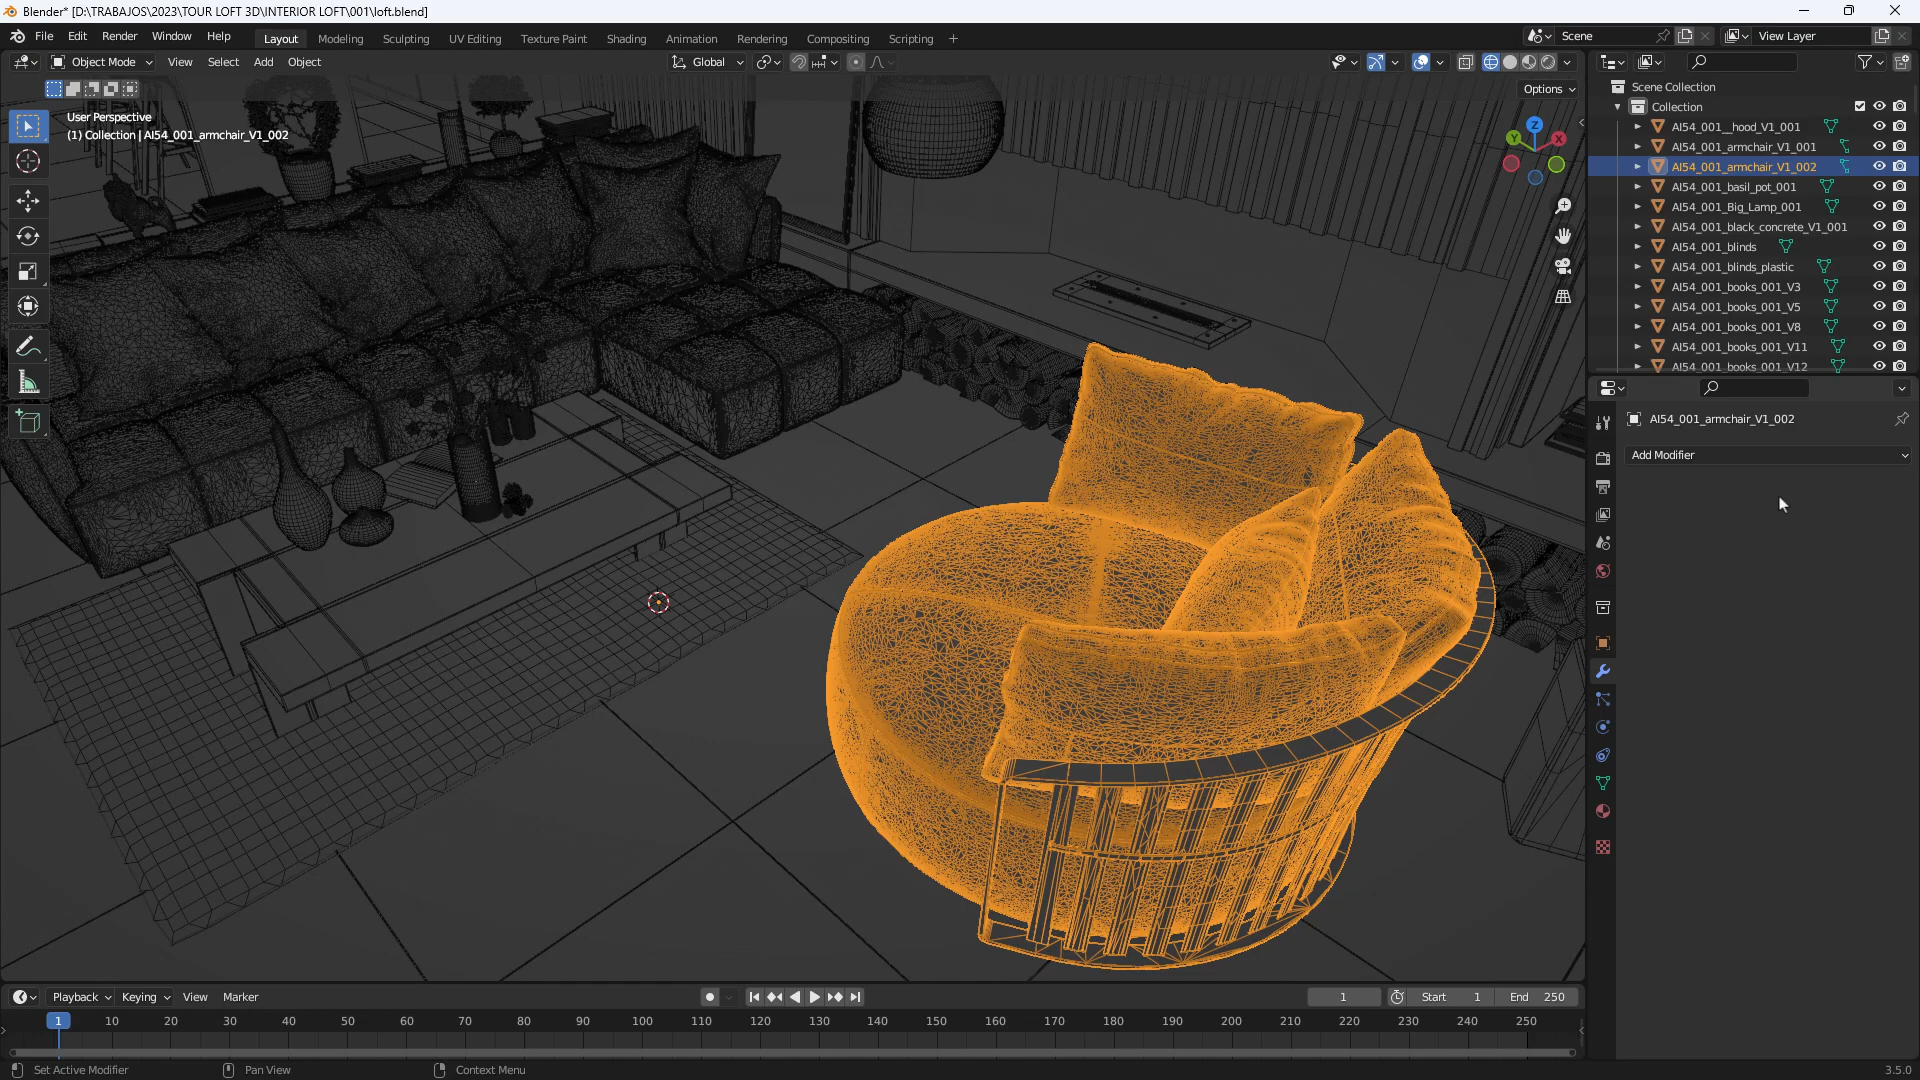 Blender* [D:\TRABAJOS\2023\TOUR LOFT 3D\INTERIOR LOFT\001\loft.blend]
File Edit Render Window Help Layout Modeling Sculpting UV Editing Texture Paint Shading Animation Rendering Compositing Scripting + Scene View Layer
Object Mode View Select Add Object Global
Options
User Perspective
(1) Collection | AI54_001_armchair_V1_002
Z
Y
X
Scene Collection
Collection
AI54_001__hood_V1_001
AI54_001_armchair_V1_001
AI54_001_armchair_V1_002
AI54_001_basil_pot_001
AI54_001_Big_Lamp_001
AI54_001_black_concrete_V1_001
AI54_001_blinds
AI54_001_blinds_plastic
AI54_001_books_001_V3
AI54_001_books_001_V5
AI54_001_books_001_V8
AI54_001_books_001_V11
AI54_001_books_001_V12
AI54_001_armchair_V1_002
Add Modifier
Playback Keying View Marker 1 Start 1 End 250
1 10 20 30 40 50 60 70 80 90 100 110 120 130 140 150 160 170 180 190 200 210 220 230 240 250
Set Active Modifier Pan View Context Menu 3.5.0